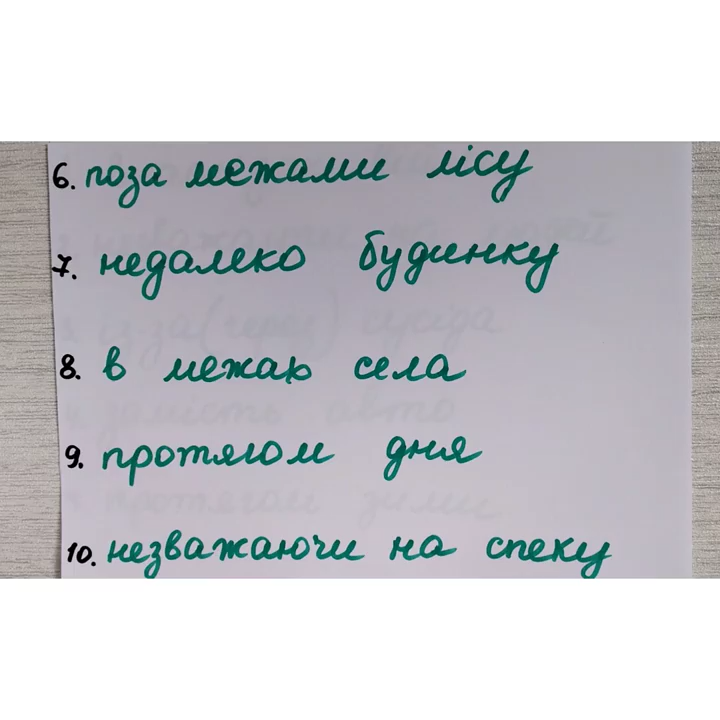 6. поза межами лісу
7. недалеко будинку
8. в межах села
9. протягом дня
10. незважаючи на спеку